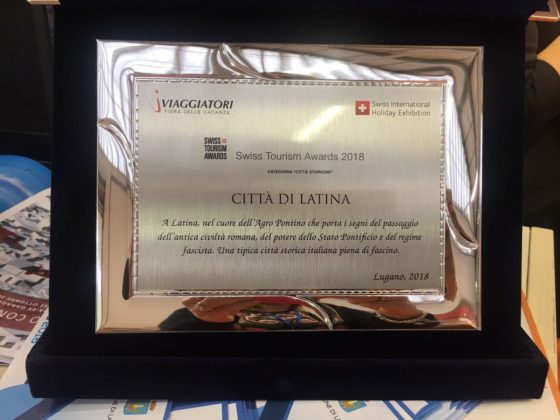 iVIAGGIATORI
FIERA DELLE VACANZE
Swiss International
Holiday Exhibition
SWISS
TOURISM
AWARDS
Swiss Tourism Awards 2018
CATEGORIA "CITTÀ STORICHE"
CITTÀ DI LATINA
A Latina, nel cuore dell'Agro Pontino che porta i segni del passaggio
dell'antica civiltà romana, del potere dello Stato Pontificio e del regime
fascista. Una tipica città storica italiana piena di fascino.
Lugano, 2018